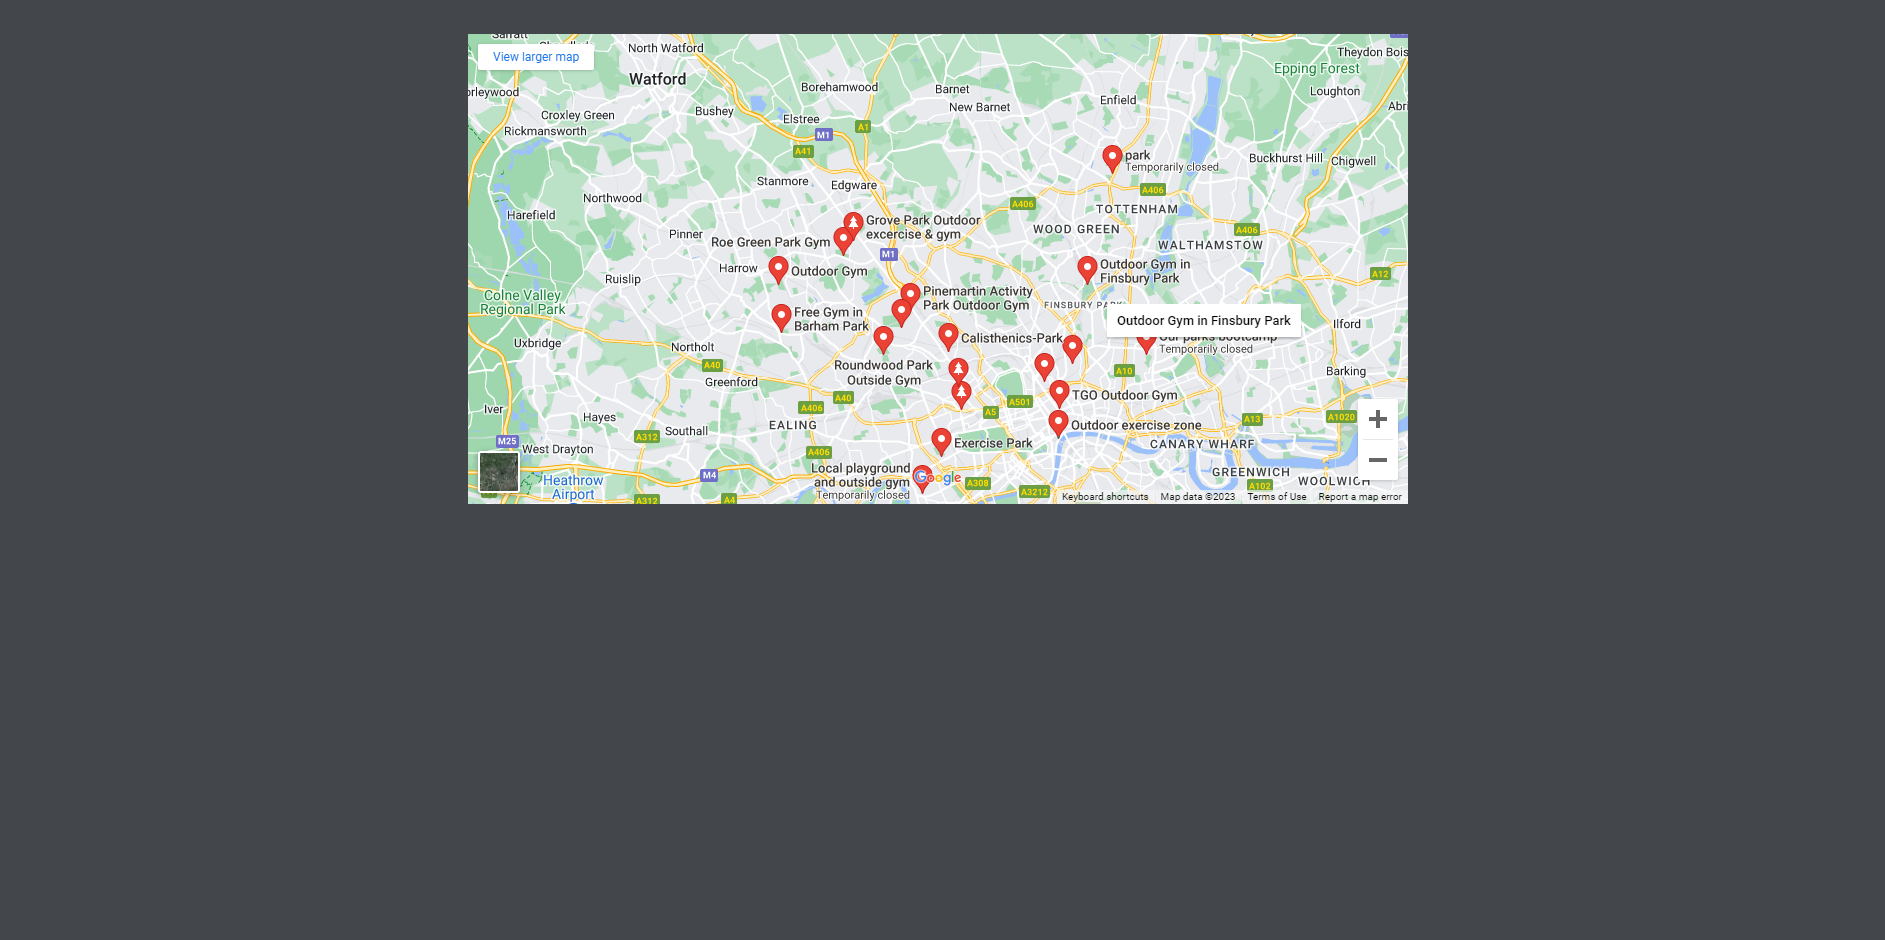 View larger map
North Watford
Watford
Theydon Bois
Epping Forest
Loughton
Borehamwood
Barnet
New Barnet
Enfield
Croxley Green
Rickmansworth
Bushey
Elstree
M1
A1
A41
park
Temporarily closed
Buckhurst Hill
Chigwell
Stanmore
Edgware
A406
A406
TOTTENHAM
Northwood
Harefield
Grove Park Outdoor
excercise & gym
WOOD GREEN
A406
WALTHAMSTOW
Pinner
Roe Green Park Gym
M1
Harrow
Outdoor Gym
Outdoor Gym in
Finsbury Park
A12
Ruislip
Colne Valley
Regional Park
Pinemartin Activity
Park Outdoor Gym
FINSBURY PARK
Free Gym in
Barham Park
Outdoor Gym in Finsbury Park
Ilford
Uxbridge
Northolt
Calisthenics-Park
Our parks bootcamp
Temporarily closed
A40
Roundwood Park
Outside Gym
A10
Barking
Greenford
Iver
A406
A40
A5
A501
TGO Outdoor Gym
Hayes
Southall
EALING
Outdoor exercise zone
A13
A1020
M25
A312
West Drayton
A406
Exercise Park
CANARY WHARF
Heathrow
Airport
M4
Local playground
and outside gym
Temporarily closed
Google
A308
GREENWICH
WOOLWICH
A312
A4
A3212
A102
Keyboard shortcuts
Map data ©2023
Terms of Use
Report a map error